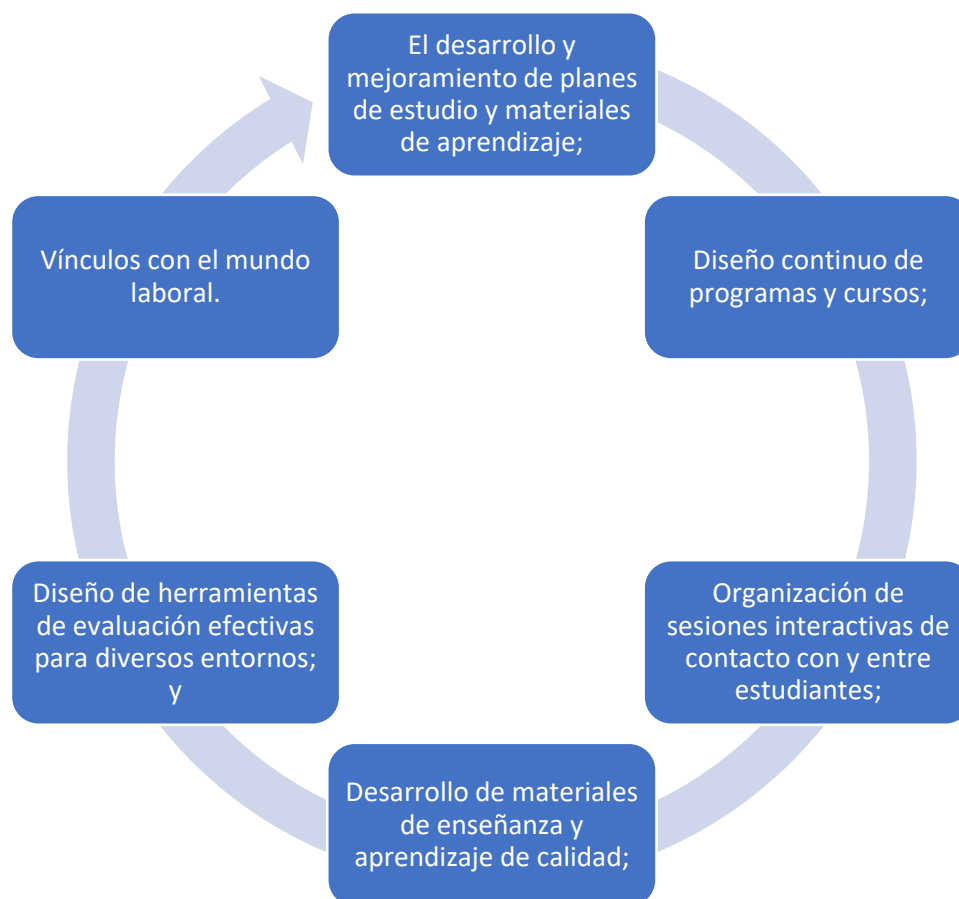 El desarrollo y
mejoramiento de planes
de estudio y materiales
de aprendizaje;
Diseño continuo de
programas y cursos;
Organización de
sesiones interactivas de
contacto con y entre
estudiantes;
Desarrollo de materiales
de enseñanza y
aprendizaje de calidad;
Diseño de herramientas
de evaluación efectivas
para diversos entornos;
y
Vínculos con el mundo
laboral.